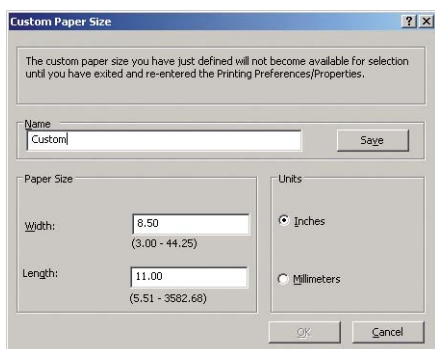 Custom Paper Size
The custom paper size you have just defined will not become available for selection
until you have exited and re-entered the Printing Preferences/Properties.
Name
Custom
Save
Paper Size
Width:
8.50
(3.00 - 44.25)
Length:
11.00
(5.51 - 3582.68)
Units
Inches
Millimeters
OK
Cancel